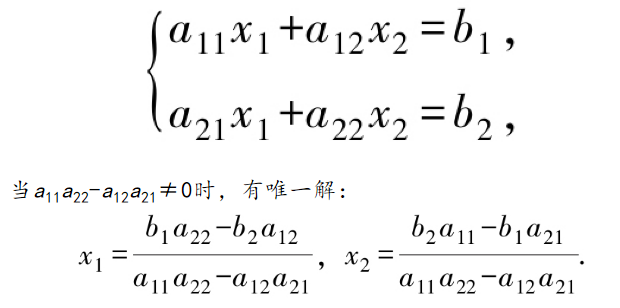 a₁₁x₁+a₁₂x₂=b₁,
a₂₁x₁+a₂₂x₂=b₂,
当a₁₁a₂₂-a₁₂a₂₁≠0时，有唯一解：
x₁=(b₁a₂₂-b₂a₁₂)/(a₁₁a₂₂-a₁₂a₂₁), x₂=(b₂a₁₁-b₁a₂₁)/(a₁₁a₂₂-a₁₂a₂₁).